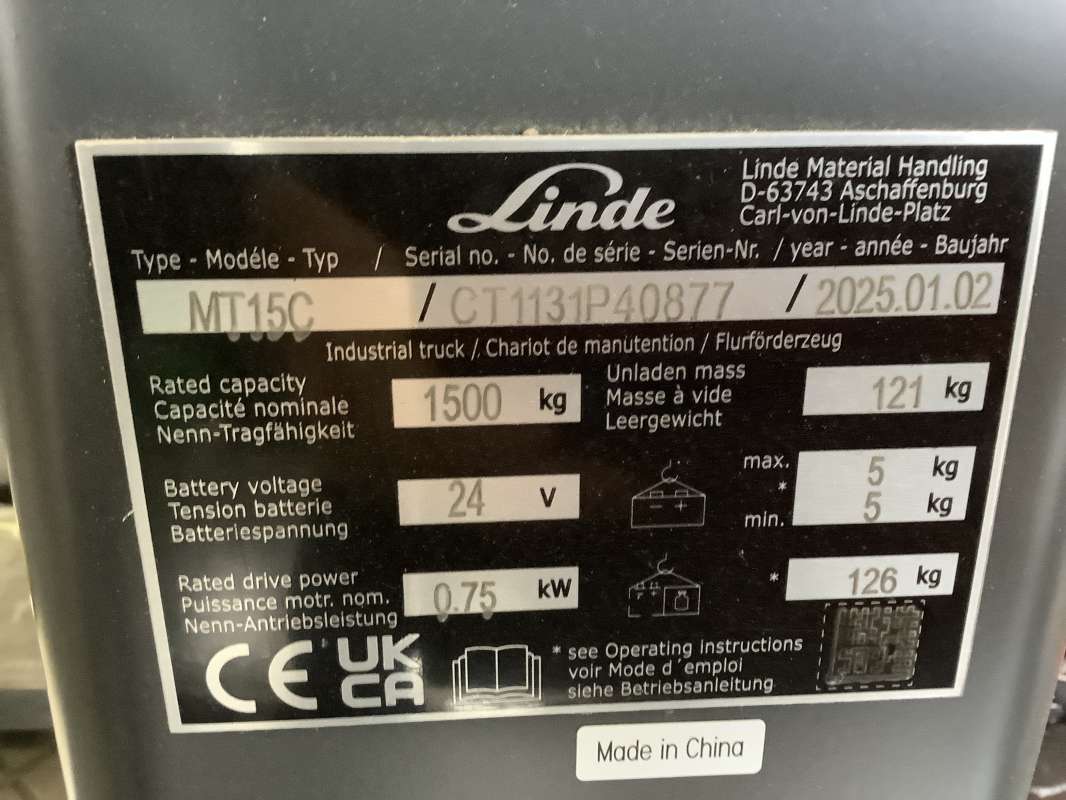 Linde
Linde Material Handling
D-63743 Aschaffenburg
Carl-von-Linde-Platz
Type - Modéle - Typ / Serial no. - No. de série - Serien-Nr. / year - année - Baujahr
MT15C / CT1131P40877 / 2025.01.02
Industrial truck / Chariot de manutention / Flurförderzeug
Rated capacity
Capacité nominale
Nenn-Tragfähigkeit
1500 kg
Unladen mass
Masse à vide
Leergewicht
121 kg
Battery voltage
Tension batterie
Batteriespannung
24 V
max. 5 kg
*
min. 5 kg
Rated drive power
Puissance motr. nom.
Nenn-Antriebsleistung
0.75 kW
* 126 kg
CE
UK
CA
* see Operating instructions
voir Mode d´emploi
siehe Betriebsanleitung
Made in China